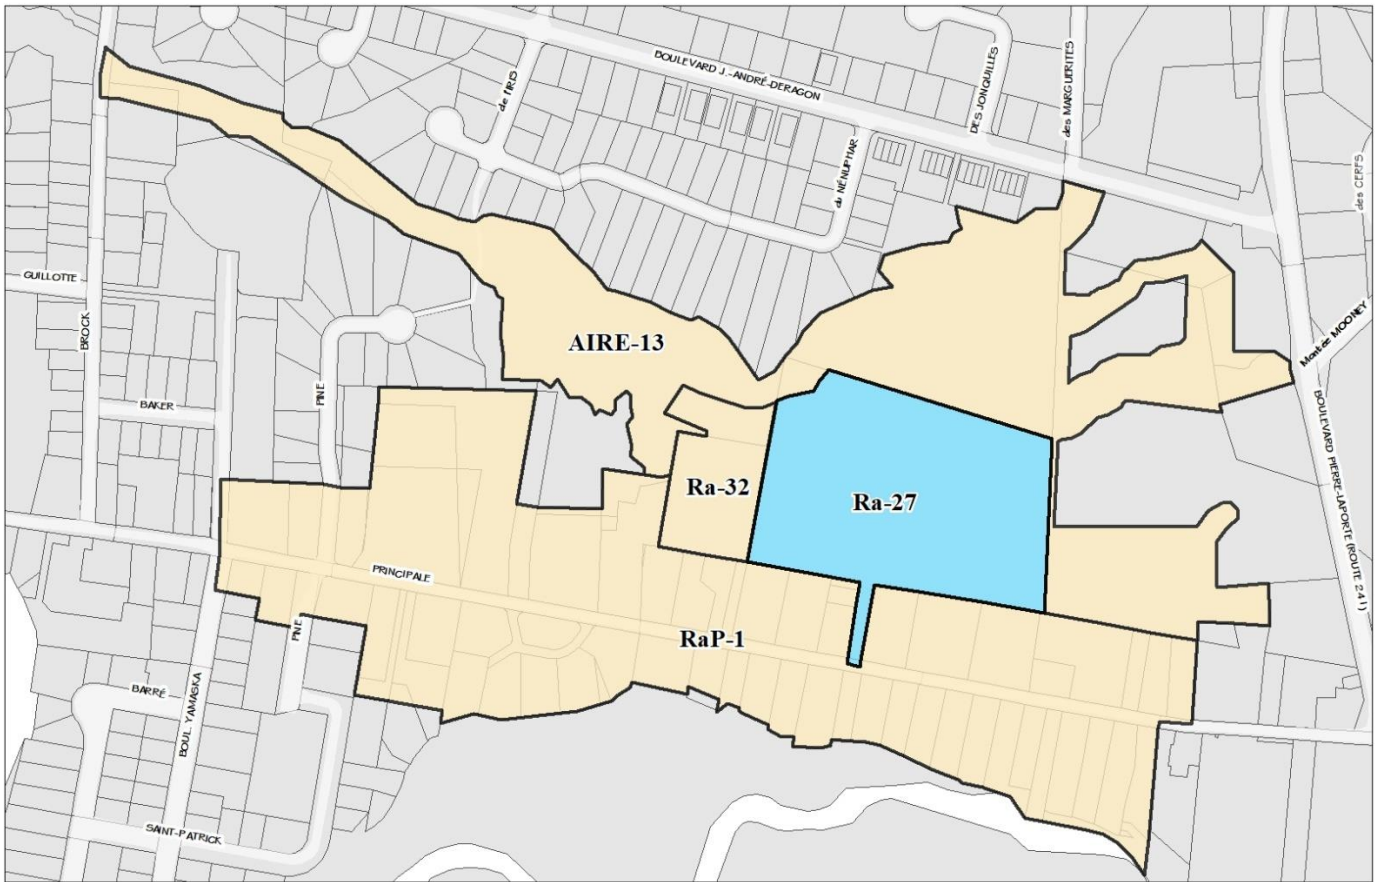 BOULEVARD J.-ANDRÉ-DERAGON
de l'IRIS
DES JONQUILLES
des MARGUERITES
du NÉNUPHAR
des CERFS
GUILLOTTE
BROCK
AIRE-13
Montée MOONEY
PINE
BAKER
BOULEVARD PIERRE-LAPORTE (ROUTE 241)
Ra-32
Ra-27
PRINCIPALE
RaP-1
PINE
BARRÉ
BOUL. YAMASKA
SAINT-PATRICK